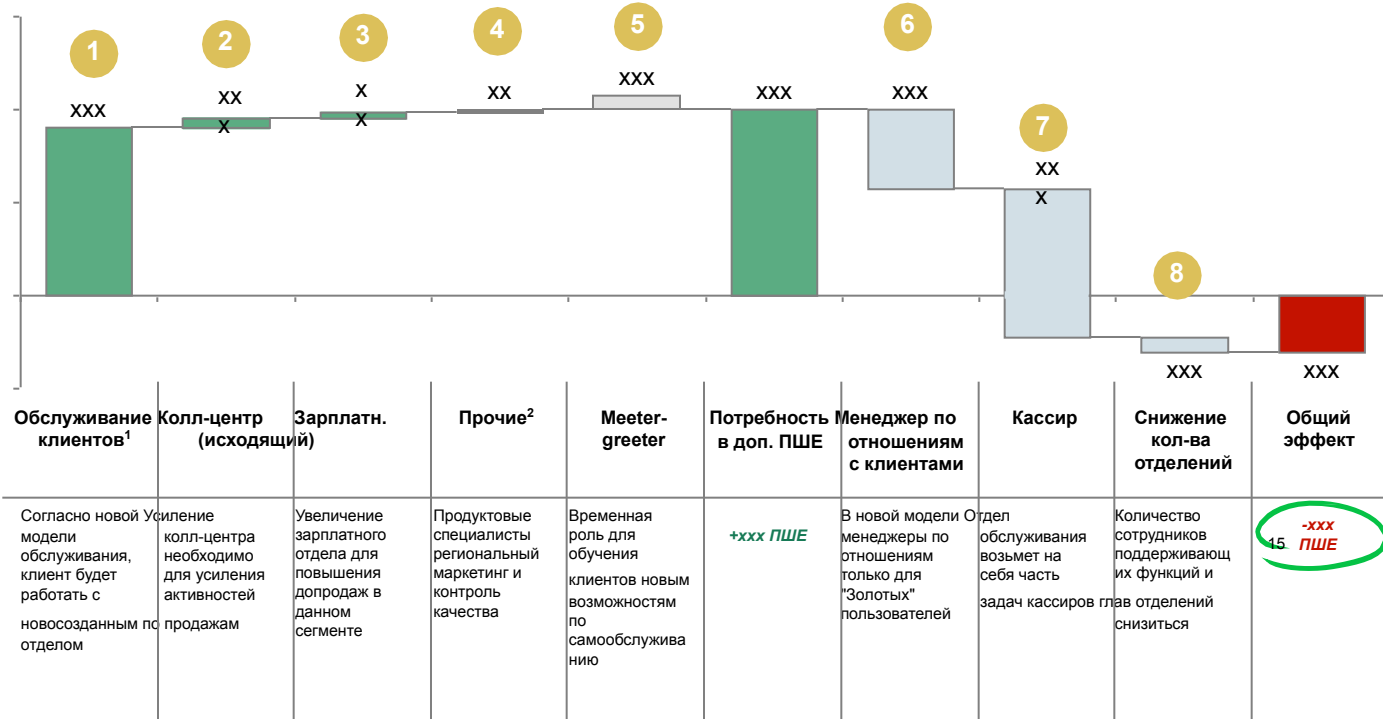 1
2
3
4
5
6
7
8
XXX
XX
X
X
X
XX
XXX
XXX
XXX
XX
X
XXX
XXX
Обслуживание
клиентов1
Колл-центр
(исходящий)
Зарплатн.
Прочие2
Meeter-
greeter
Потребность
в доп. ПШЕ
Менеджер по
отношениям
с клиентами
Кассир
Снижение
кол-ва
отделений
Общий
эффект
Согласно новой
модели
обслуживания,
клиент будет
работать с
новосозданным
отделом
Усиление
колл-центра
необходимо
для усиления
активностей
по продажам
Увеличение
зарплатного
отдела для
повышения
допродаж в
данном
сегменте
Продуктовые
специалисты
региональный
маркетинг и
контроль
качества
Временная
роль для
обучения
клиентов новым
возможностям
по
самообслужива
нию
+xxx ПШЕ
В новой модели
менеджеры по
отношениям
только для
"Золотых"
пользователей
Отдел
обслуживания
возьмет на
себя часть
задач кассиров
Количество
сотрудников
поддерживающ
их функций и
глав отделений
снизиться
-xxx
ПШЕ
15